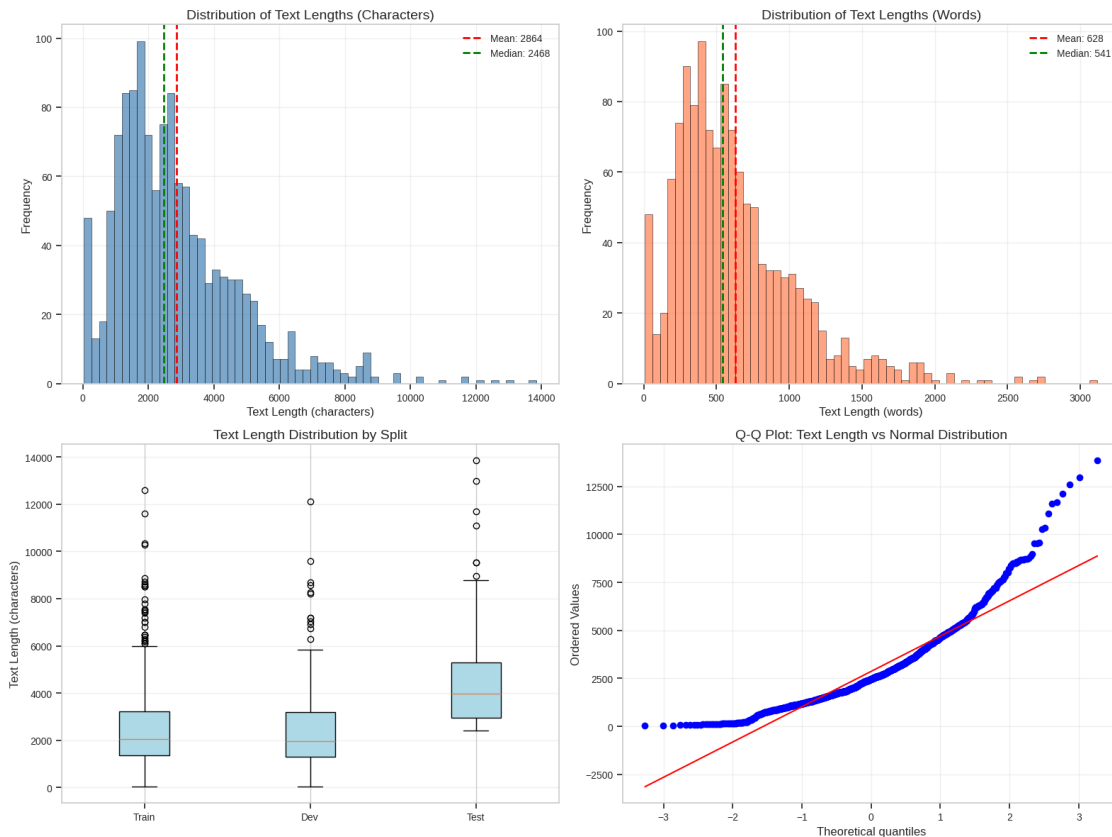 Distribution of Text Lengths (Characters)
Frequency
100
80
60
40
20
0
Mean: 2864
Median: 2468
0 2000 4000 6000 8000 10000 12000 14000
Text Length (characters)
Distribution of Text Lengths (Words)
Frequency
100
80
60
40
20
0
Mean: 628
Median: 541
0 500 1000 1500 2000 2500 3000
Text Length (words)
Text Length Distribution by Split
Text Length (characters)
14000
12000
10000
8000
6000
4000
2000
0
Train Dev Test
Q-Q Plot: Text Length vs Normal Distribution
Ordered Values
12500
10000
7500
5000
2500
0
−2500
−3 −2 −1 0 1 2 3
Theoretical quantiles